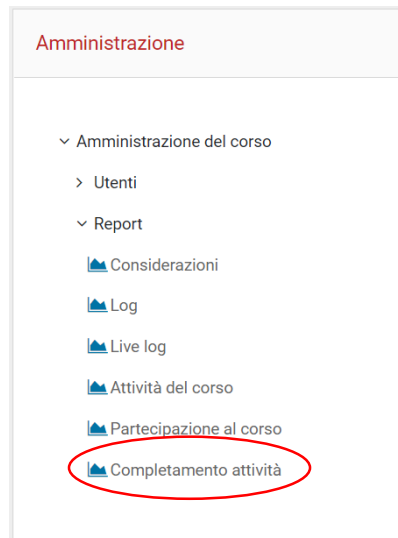 Amministrazione
Amministrazione del corso
Utenti
Report
Considerazioni
Log
Live log
Attività del corso
Partecipazione al corso
Completamento attività